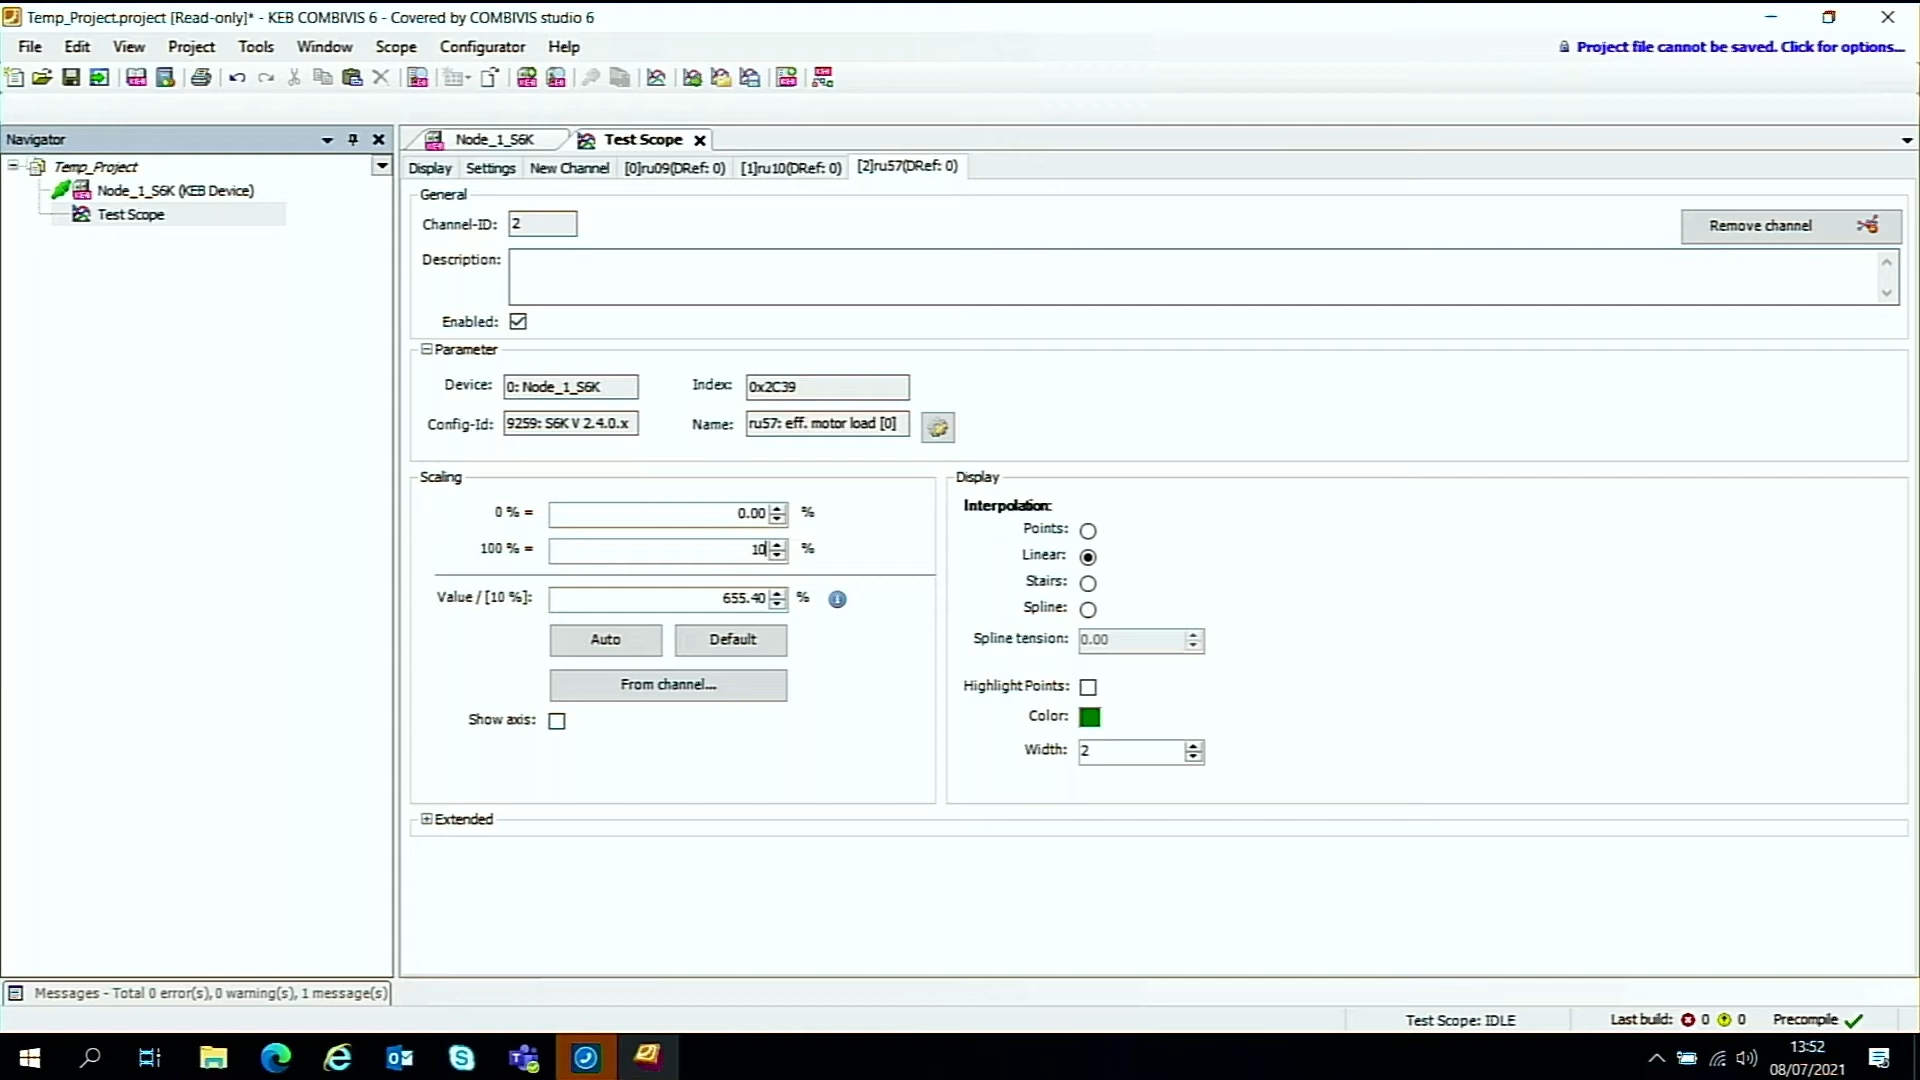 Temp_Project.project [Read-only]* - KEB COMBIVIS 6 - Covered by COMBIVIS studio 6
File Edit View Project Tools Window Scope Configurator Help
Project file cannot be saved. Click for options...
Navigator
Node_1_S6K Test Scope
Temp_Project
Node_1_S6K (KEB Device)
Test Scope
Display Settings New Channel [0]ru09(DRef: 0) [1]ru10(DRef: 0) [2]ru57(DRef: 0)
General
Channel-ID: 2
Remove channel
Description:
Enabled:
Parameter
Device: 0: Node_1_S6K Index: 0x2C39
Config-Id: 9259: S6K V 2.4.0.x Name: ru57: eff. motor load [0]
Scaling
0 % = 0.00 %
100 % = 10 %
Value / [10 %]: 655.40 %
Auto Default
From channel...
Show axis:
Display
Interpolation:
Points:
Linear:
Stairs:
Spline:
Spline tension: 0.00
Highlight Points:
Color:
Width: 2
Extended
Messages - Total 0 error(s), 0 warning(s), 1 message(s)
Test Scope: IDLE Last build: 0 0 Precompile
13:52
08/07/2021